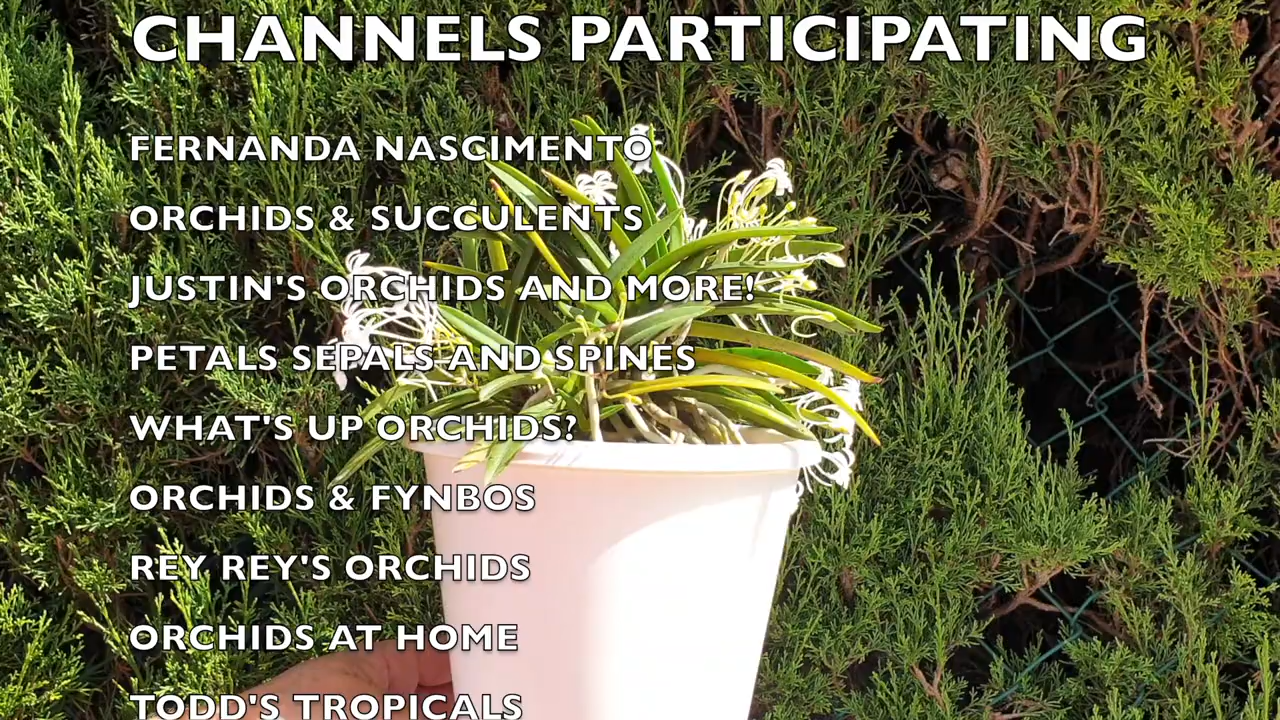 CHANNELS PARTICIPATING
FERNANDA NASCIMENTO
ORCHIDS & SUCCULENTS
JUSTIN'S ORCHIDS AND MORE!
PETALS SEPALS AND SPINES
WHAT'S UP ORCHIDS?
ORCHIDS & FYNBOS
REY REY'S ORCHIDS
ORCHIDS AT HOME
TODD'S TROPICALS